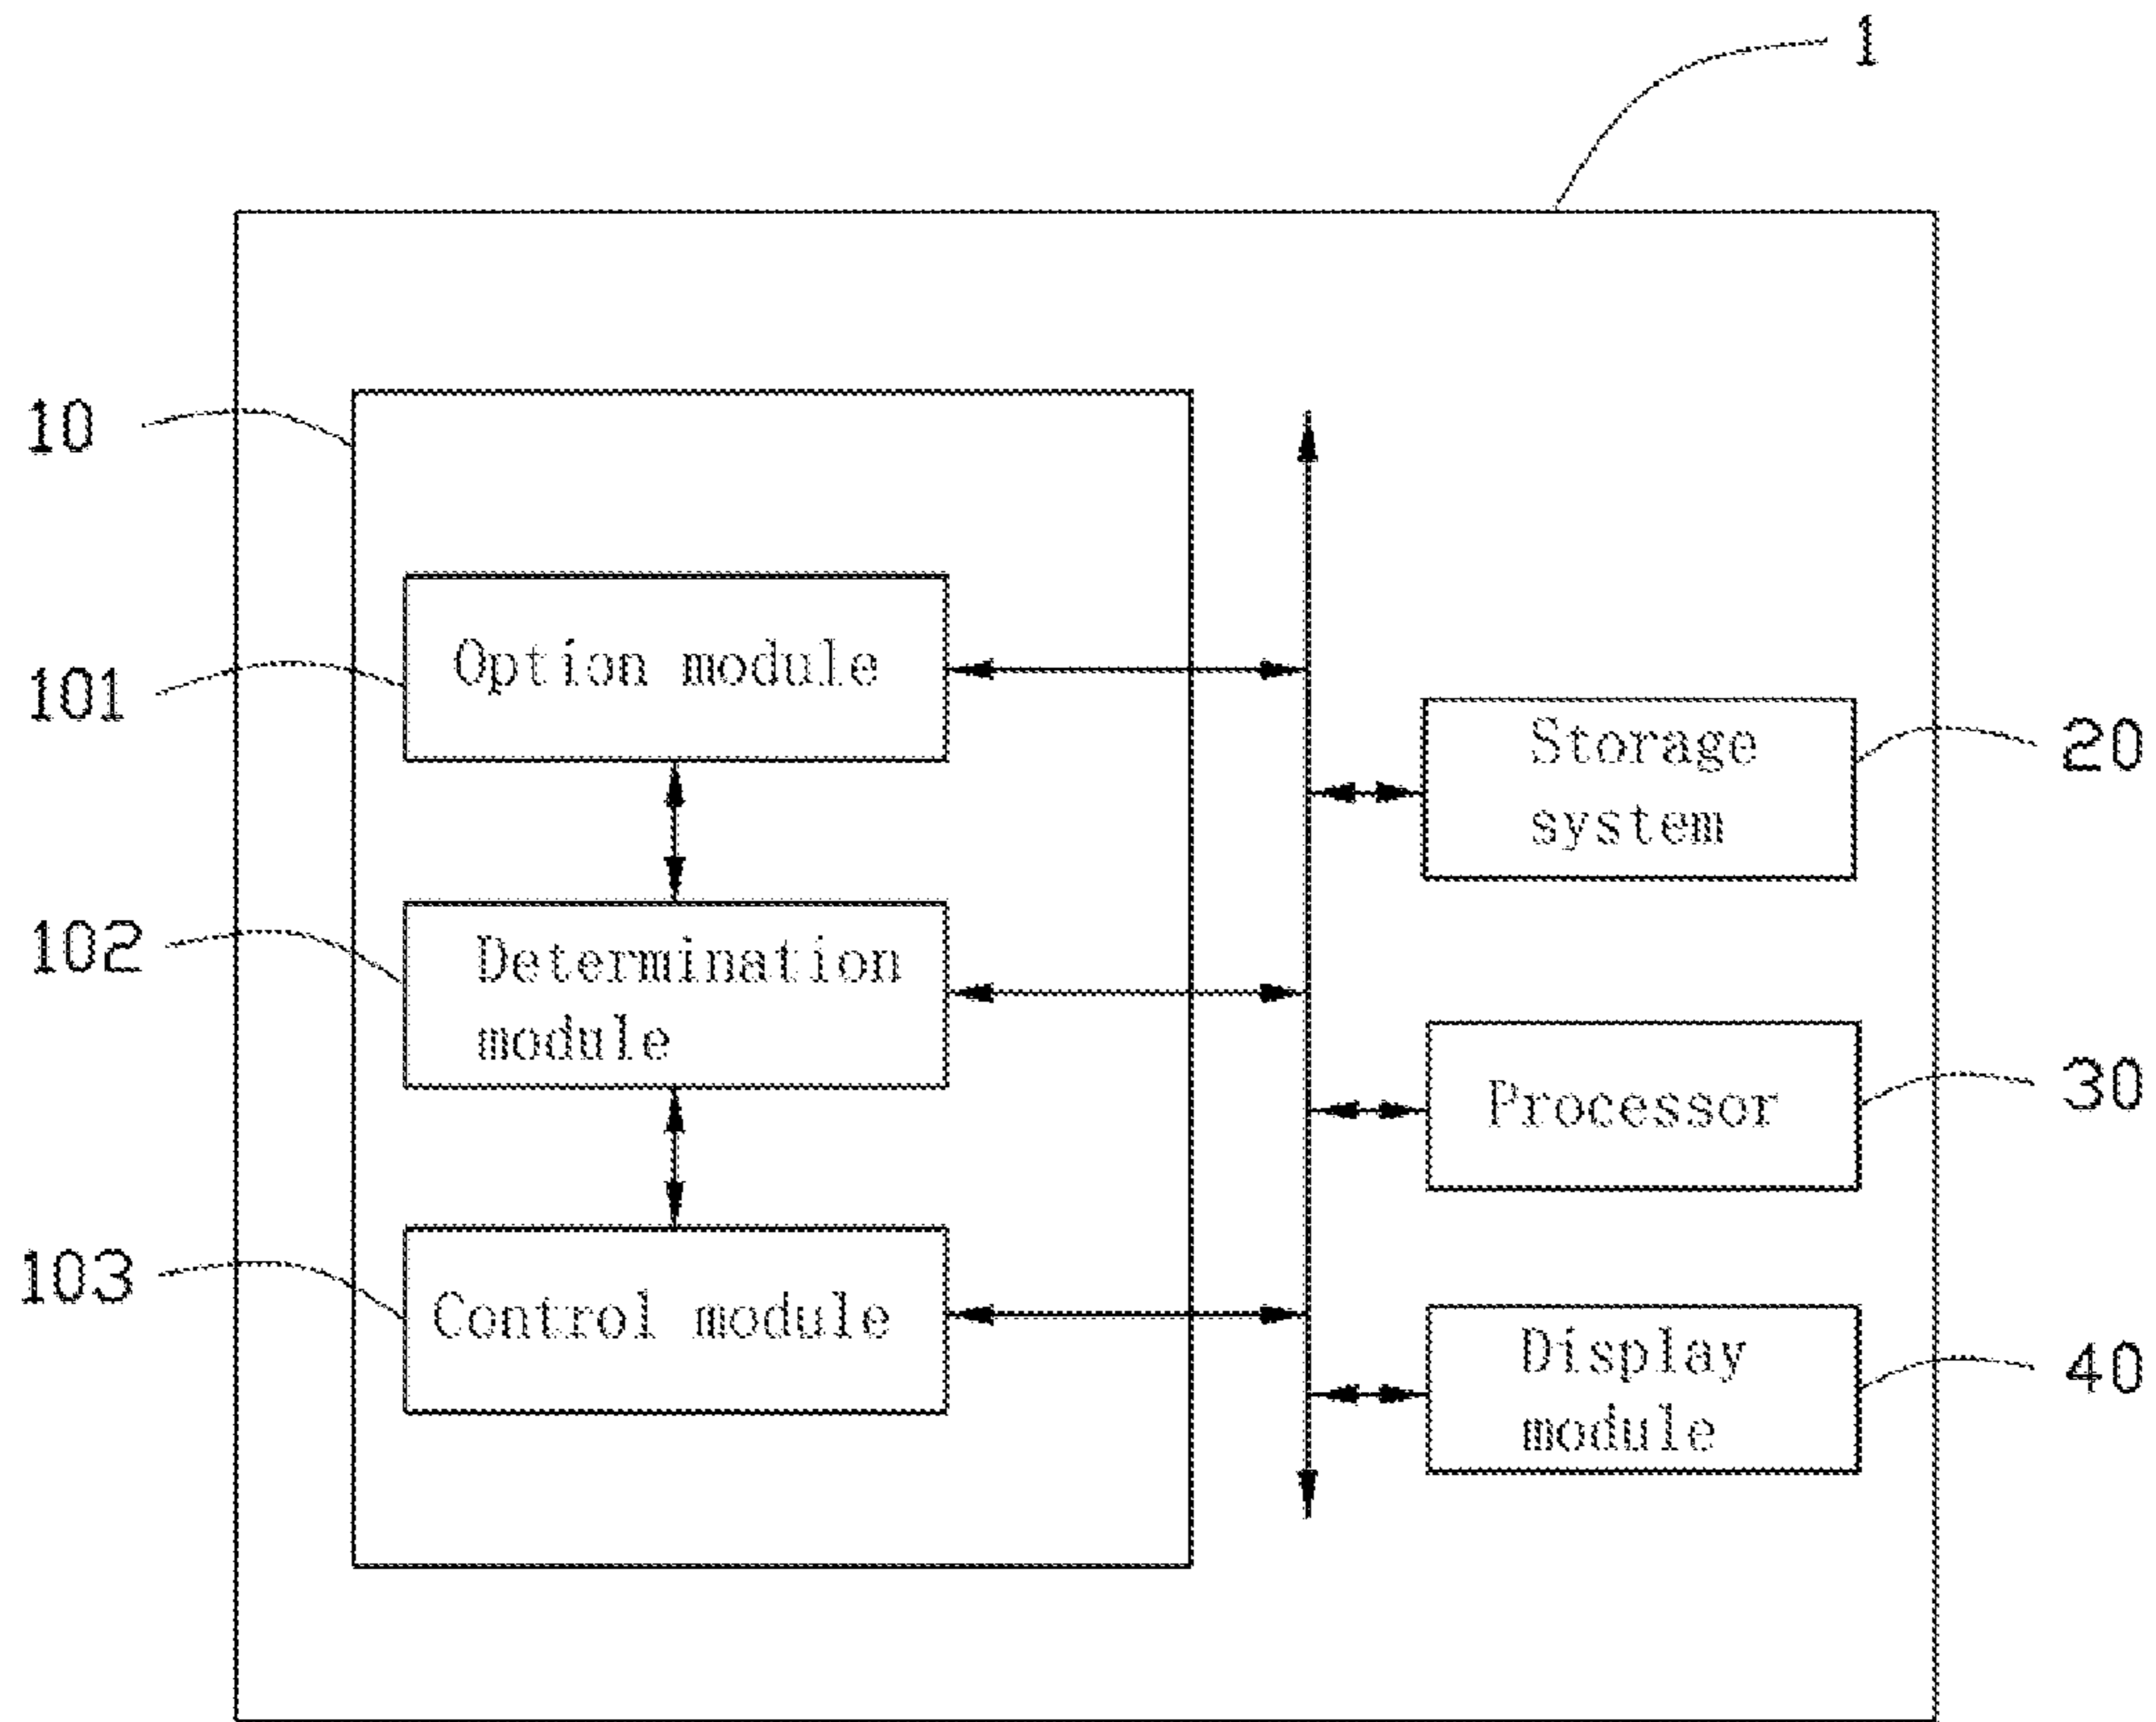 1
10
101
Option module
Storage
system
20
102
Determination
module
Processor
30
103
Control module
Display
module
40